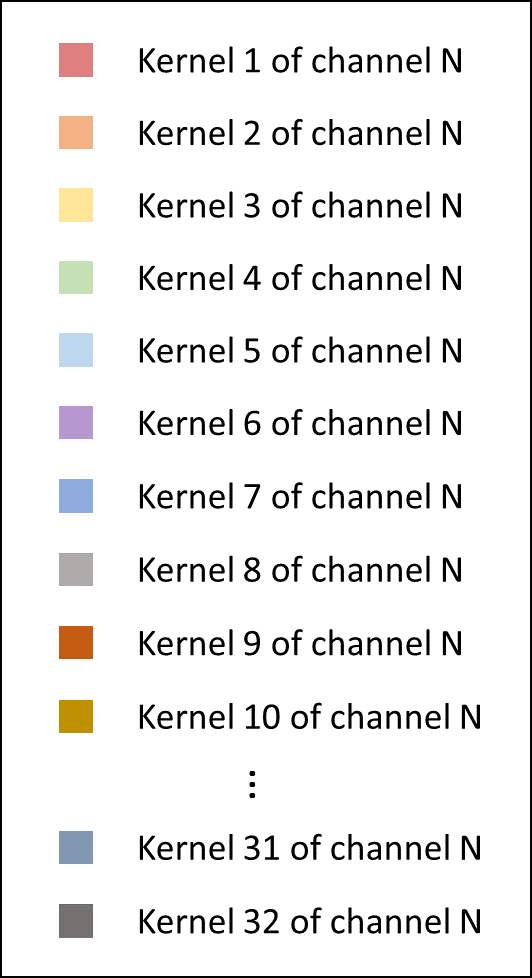 Kernel 1 of channel N
Kernel 2 of channel N
Kernel 3 of channel N
Kernel 4 of channel N
Kernel 5 of channel N
Kernel 6 of channel N
Kernel 7 of channel N
Kernel 8 of channel N
Kernel 9 of channel N
Kernel 10 of channel N
⋮
Kernel 31 of channel N
Kernel 32 of channel N